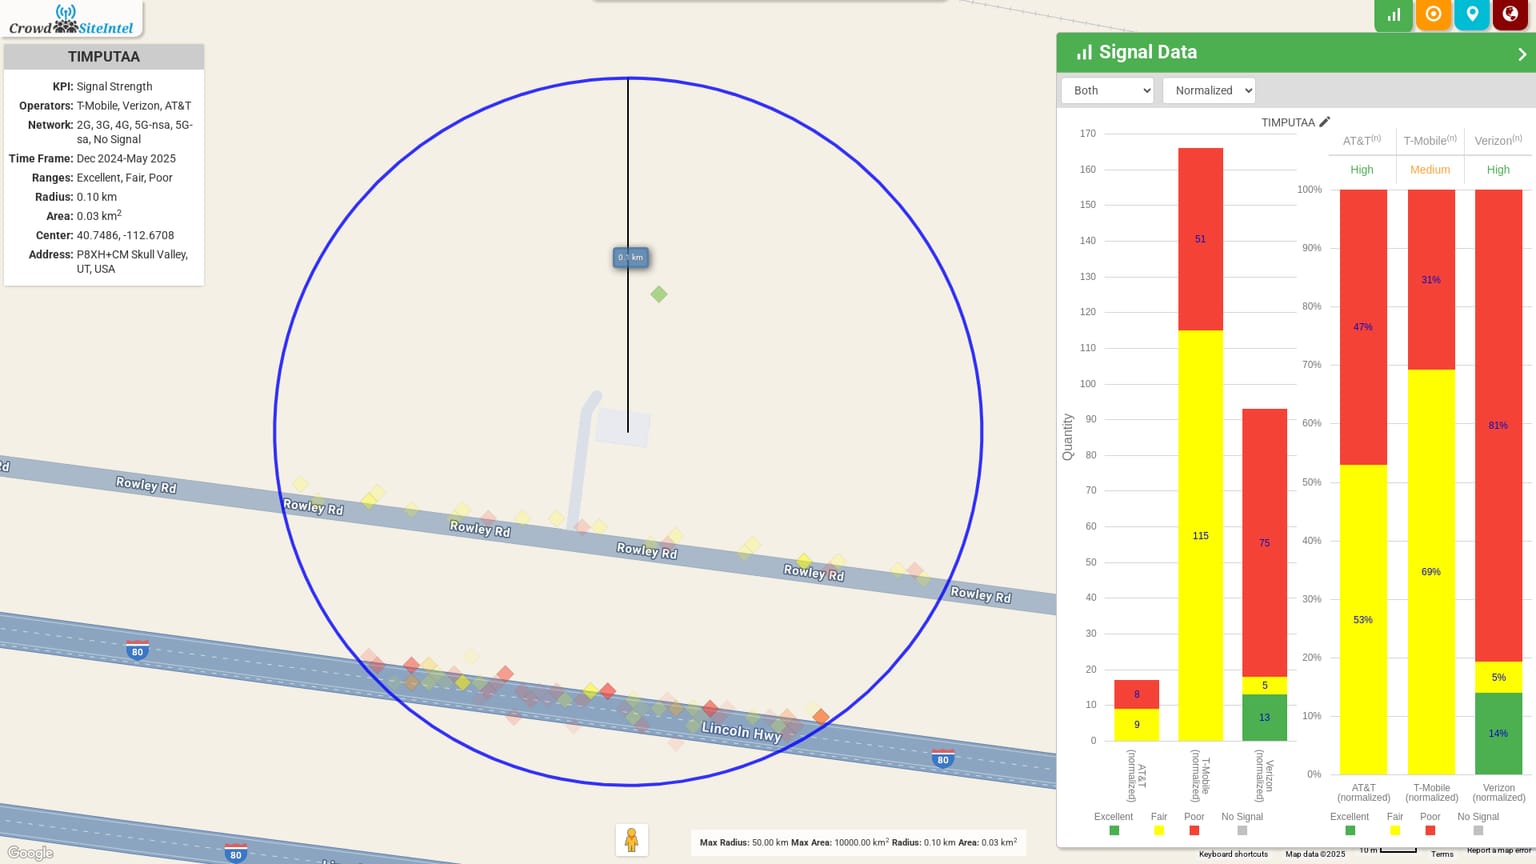 Crowd SiteIntel
TIMPUTAA
KPI: Signal Strength
Operators: T-Mobile, Verizon, AT&T
Network: 2G, 3G, 4G, 5G-nsa, 5G-
sa, No Signal
Time Frame: Dec 2024-May 2025
Ranges: Excellent, Fair, Poor
Radius: 0.10 km
Area: 0.03 km²
Center: 40.7486, -112.6708
Address: P8XH+CM Skull Valley,
UT, USA
0.1 km
Rd
Rowley Rd
Rowley Rd
Rowley Rd
Rowley Rd
Rowley Rd
Rowley Rd
80
Lincoln Hwy
80
80
Google
Max Radius: 50.00 km Max Area: 10000.00 km² Radius: 0.10 km Area: 0.03 km²
Signal Data
Both
Normalized
TIMPUTAA
170
160
150
140
130
120
110
100
90
80
70
60
50
40
30
20
10
0
Quantity
8
9
51
115
75
5
13
AT&T
(normalized)
T-Mobile
(normalized)
Verizon
(normalized)
Excellent
Fair
Poor
No Signal
AT&T(n)
T-Mobile(n)
Verizon(n)
High
Medium
High
100%
90%
80%
70%
60%
50%
40%
30%
20%
10%
0%
47%
53%
31%
69%
81%
5%
14%
AT&T
(normalized)
T-Mobile
(normalized)
Verizon
(normalized)
Excellent
Fair
Poor
No Signal
Keyboard shortcuts
Map data ©2025
10 m
Terms
Report a map error